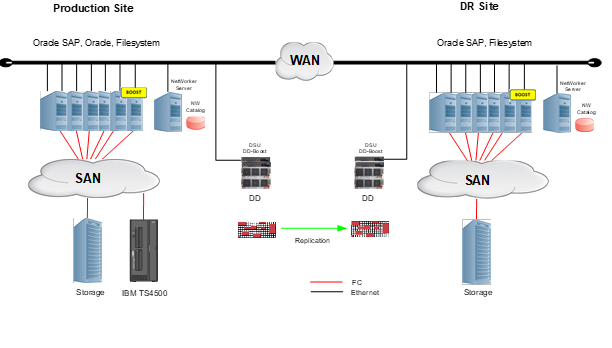 Production Site
DR Site
Oracle SAP, Oracle, Filesystem
WAN
Oracle SAP, Filesystem
NetWorker
Server
BOOST
NW
Catalog
NetWorker
Server
BOOST
NW
Catalog
DSU
DD-Boost
DSU
DD-Boost
SAN
SAN
DD
DD
Replication
FC
Ethernet
Storage
IBM TS4500
Storage